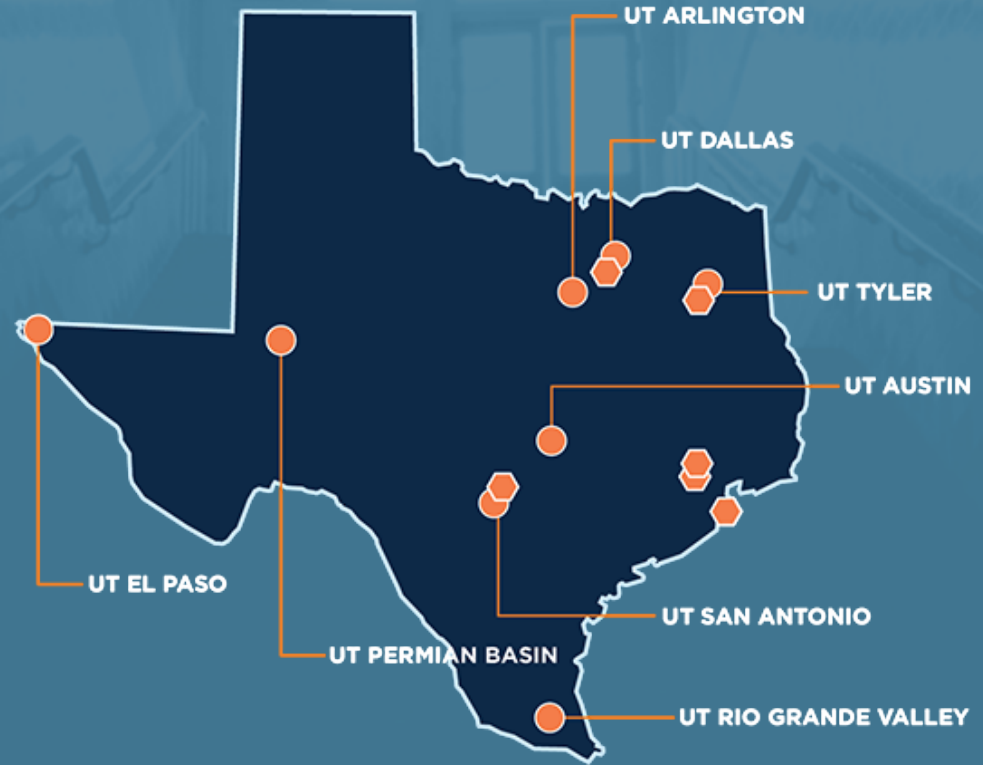 UT ARLINGTON
UT DALLAS
UT TYLER
UT AUSTIN
UT EL PASO
UT SAN ANTONIO
UT PERMIAN BASIN
UT RIO GRANDE VALLEY